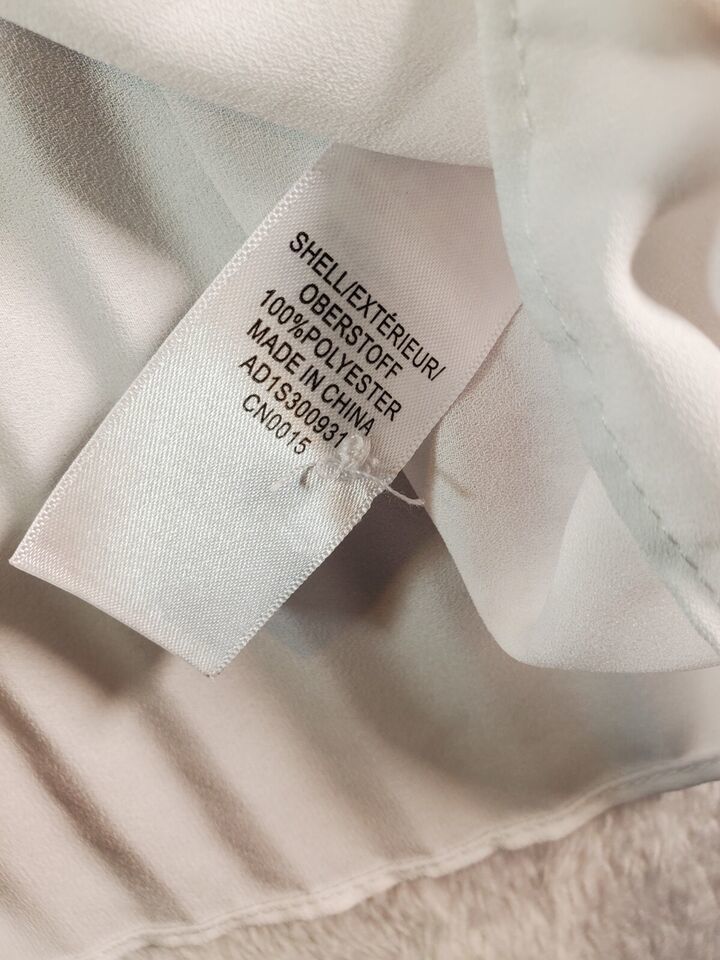 SHELL/EXTÉRIEUR/
OBERSTOFF
100%POLYESTER
MADE IN CHINA
AD1S300931
CN0015